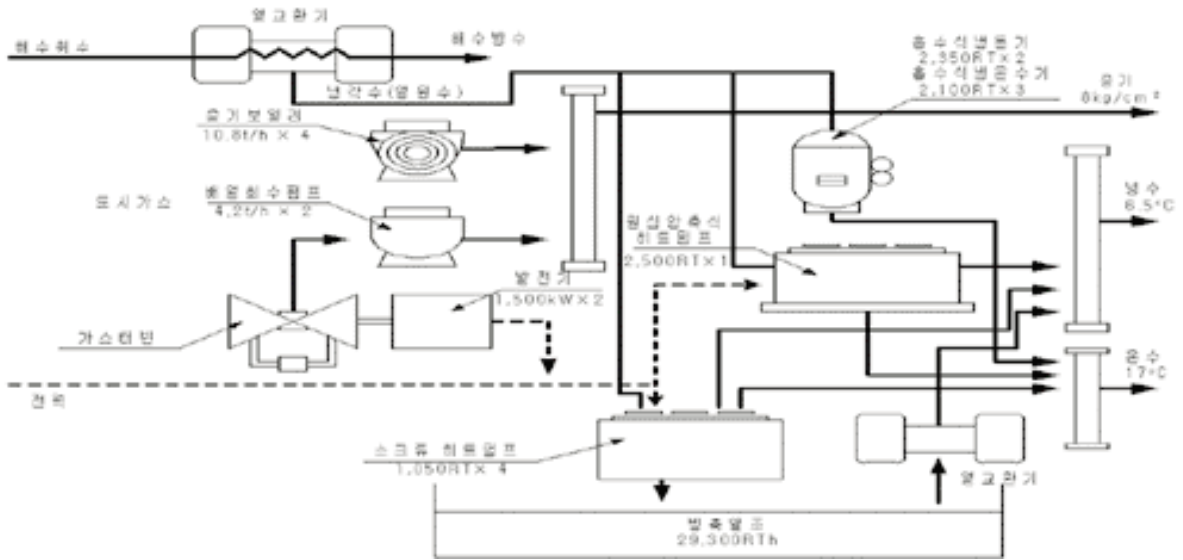 열교환기
해수취수
해수방수
냉각수(열원수)
흡수식냉동기
2,350RT×2
흡수식냉온수기
2,100RT×3
증기
8kg/cm²
증기보일러
10.8t/h × 4
배열회수펌프
4,2t/h × 2
도시가스
냉수
6.5°C
원심압축식
히트펌프
2,500RT×1
발전기
1,500kW×2
가스터빈
온수
17°C
전력
스크류 히트펌프
1,050RT× 4
열교환기
빙축열조
29,300RTh